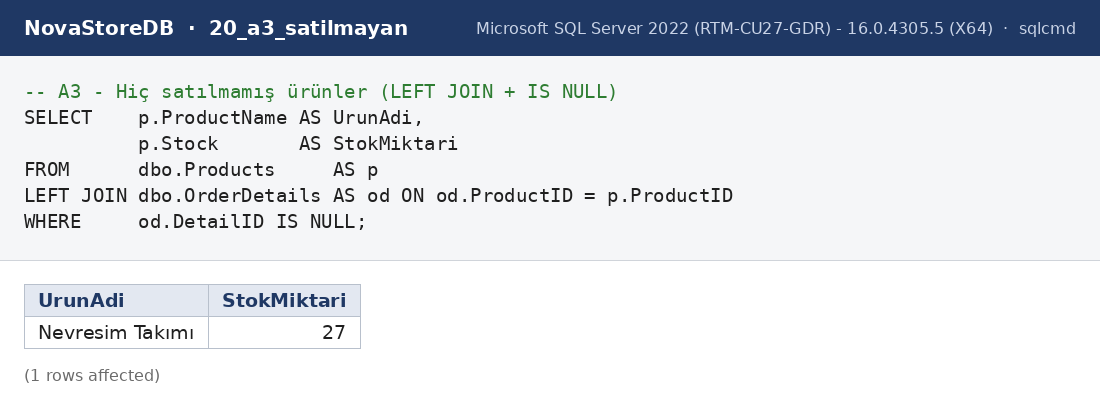 NovaStoreDB · 20_a3_satilmayan
Microsoft SQL Server 2022 (RTM-CU27-GDR) - 16.0.4305.5 (X64) · sqlcmd
-- A3 - Hiç satılmamış ürünler (LEFT JOIN + IS NULL)
SELECT    p.ProductName AS UrunAdi,
          p.Stock       AS StokMiktari
FROM      dbo.Products     AS p
LEFT JOIN dbo.OrderDetails AS od ON od.ProductID = p.ProductID
WHERE     od.DetailID IS NULL;
UrunAdi StokMiktari
Nevresim Takımı 27
(1 rows affected)